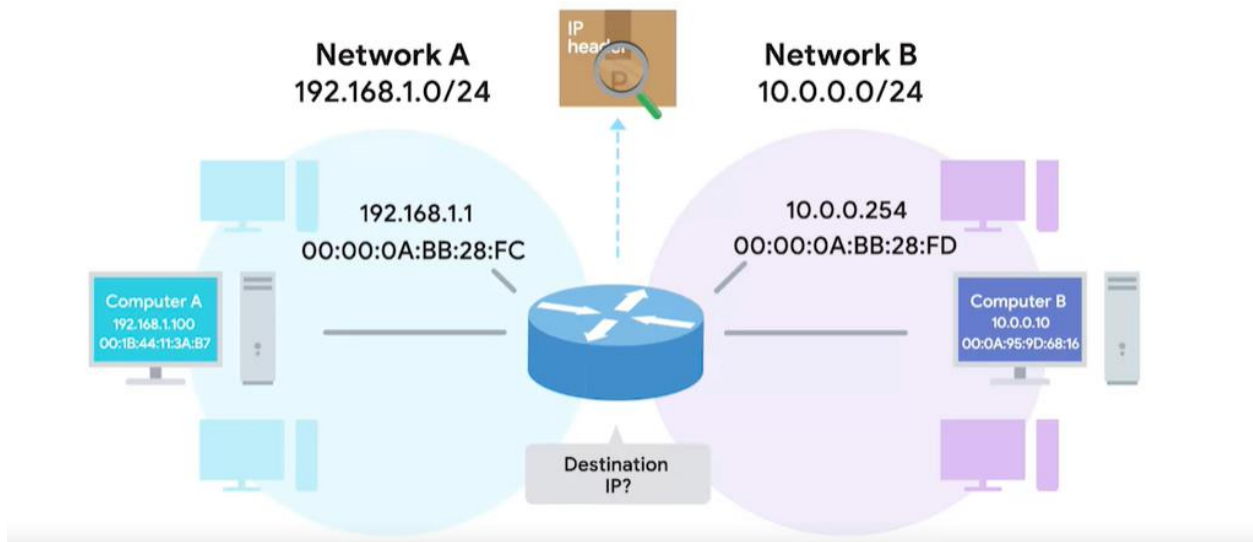 IP
header
Network A
192.168.1.0/24
Network B
10.0.0.0/24
192.168.1.1
00:00:0A:BB:28:FC
10.0.0.254
00:00:0A:BB:28:FD
Computer A
192.168.1.100
00:1B:44:11:3A:B7
Computer B
10.0.0.10
00:0A:95:9D:68:16
Destination
IP?